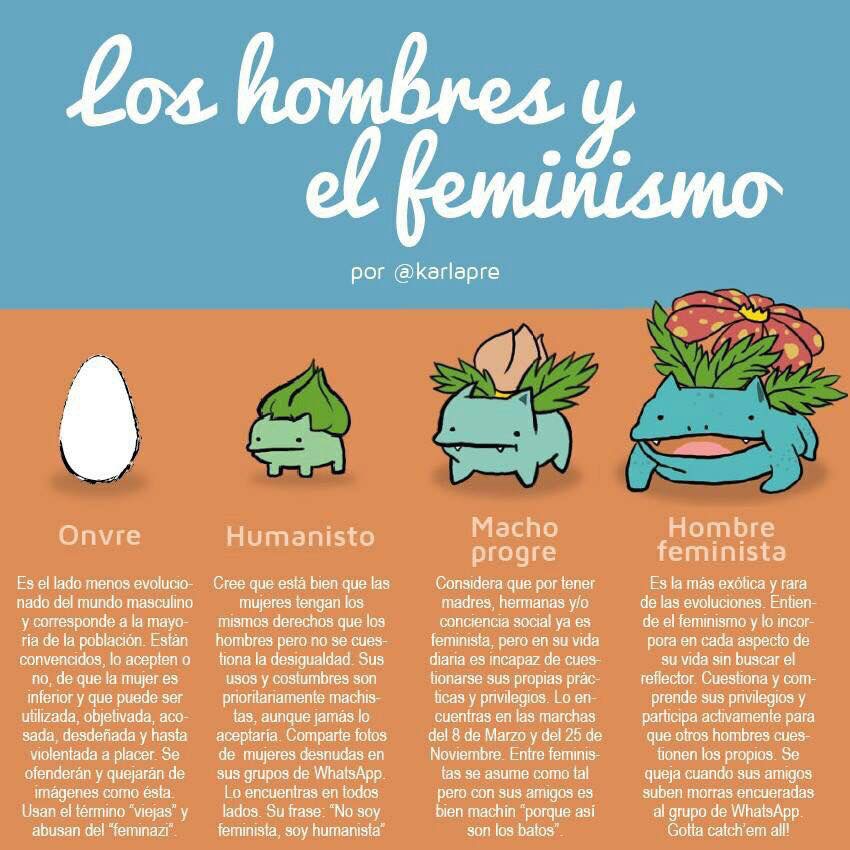 Los hombres y
el feminismo
por @karlapre
Onvre
Es el lado menos evolucio-
nado del mundo masculino
y corresponde a la mayo-
ría de la población. Están
convencidos, lo acepten o
no, de que la mujer es
inferior y que puede ser
utilizada, objetivada, aco-
sada, desdeñada y hasta
violentada a placer. Se
ofenderán y quejarán de
imágenes como ésta.
Usan el término “viejas” y
abusan del “feminazi”.
Humanisto
Cree que está bien que las
mujeres tengan los
mismos derechos que los
hombres pero no se cues-
tiona la desigualdad. Sus
usos y costumbres son
prioritariamente machis-
tas, aunque jamás lo
aceptaría. Comparte fotos
de mujeres desnudas en
sus grupos de WhatsApp.
Lo encuentras en todos
lados. Su frase: “No soy
feminista, soy humanista”
Macho
progre
Considera que por tener
madres, hermanas y/o
conciencia social ya es
feminista, pero en su vida
diaria es incapaz de cues-
tionarse sus propias prác-
ticas y privilegios. Lo en-
cuentras en las marchas
del 8 de Marzo y del 25 de
Noviembre. Entre feminis-
tas se asume como tal
pero con sus amigos es
bien machín “porque así
son los batos”.
Hombre
feminista
Es la más exótica y rara
de las evoluciones. Entien-
de el feminismo y lo incor-
pora en cada aspecto de
su vida sin buscar el
reflector. Cuestiona y com-
prende sus privilegios y
participa activamente para
que otros hombres cues-
tionen los propios. Se
queja cuando sus amigos
suben morras encueradas
al grupo de WhatsApp.
Gotta catch’em all!